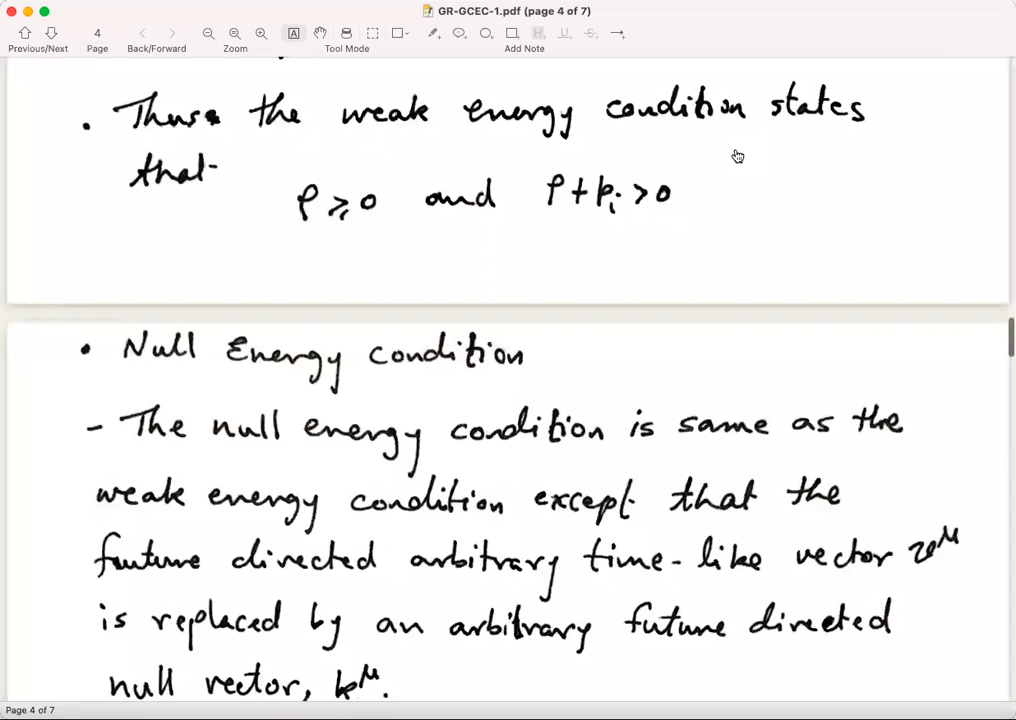 GR-GCEC-1.pdf (page 4 of 7)
4
Previous/Next Page Back/Forward Zoom Tool Mode Add Note
. Thus the weak energy condition states
that
ρ ≥ 0 and ρ + p_i > 0
• Null Energy condition
- The null energy condition is same as the
weak energy condition except that the
future directed arbitrary time-like vector v^μ
is replaced by an arbitrary future directed
null vector, k^μ.
Page 4 of 7